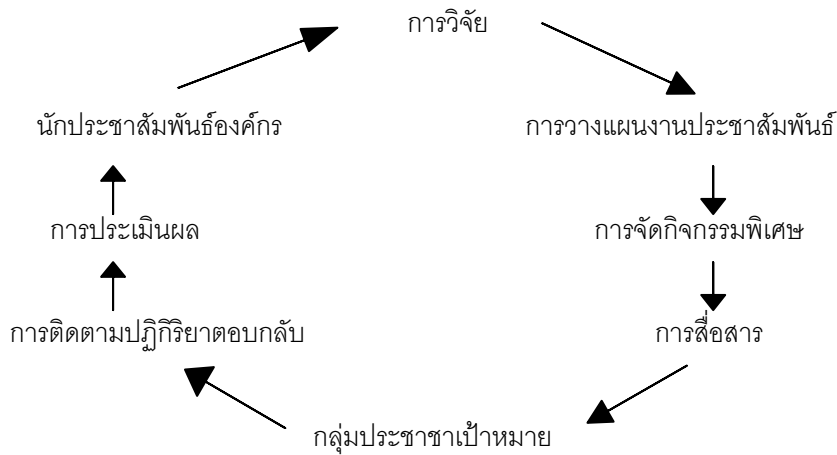 การวิจัย
นักประชาสัมพันธ์องค์กร
การวางแผนงานประชาสัมพันธ์
การประเมินผล
การจัดกิจกรรมพิเศษ
การติดตามปฏิกิริยาตอบกลับ
การสื่อสาร
กลุ่มประชาชาเป้าหมาย